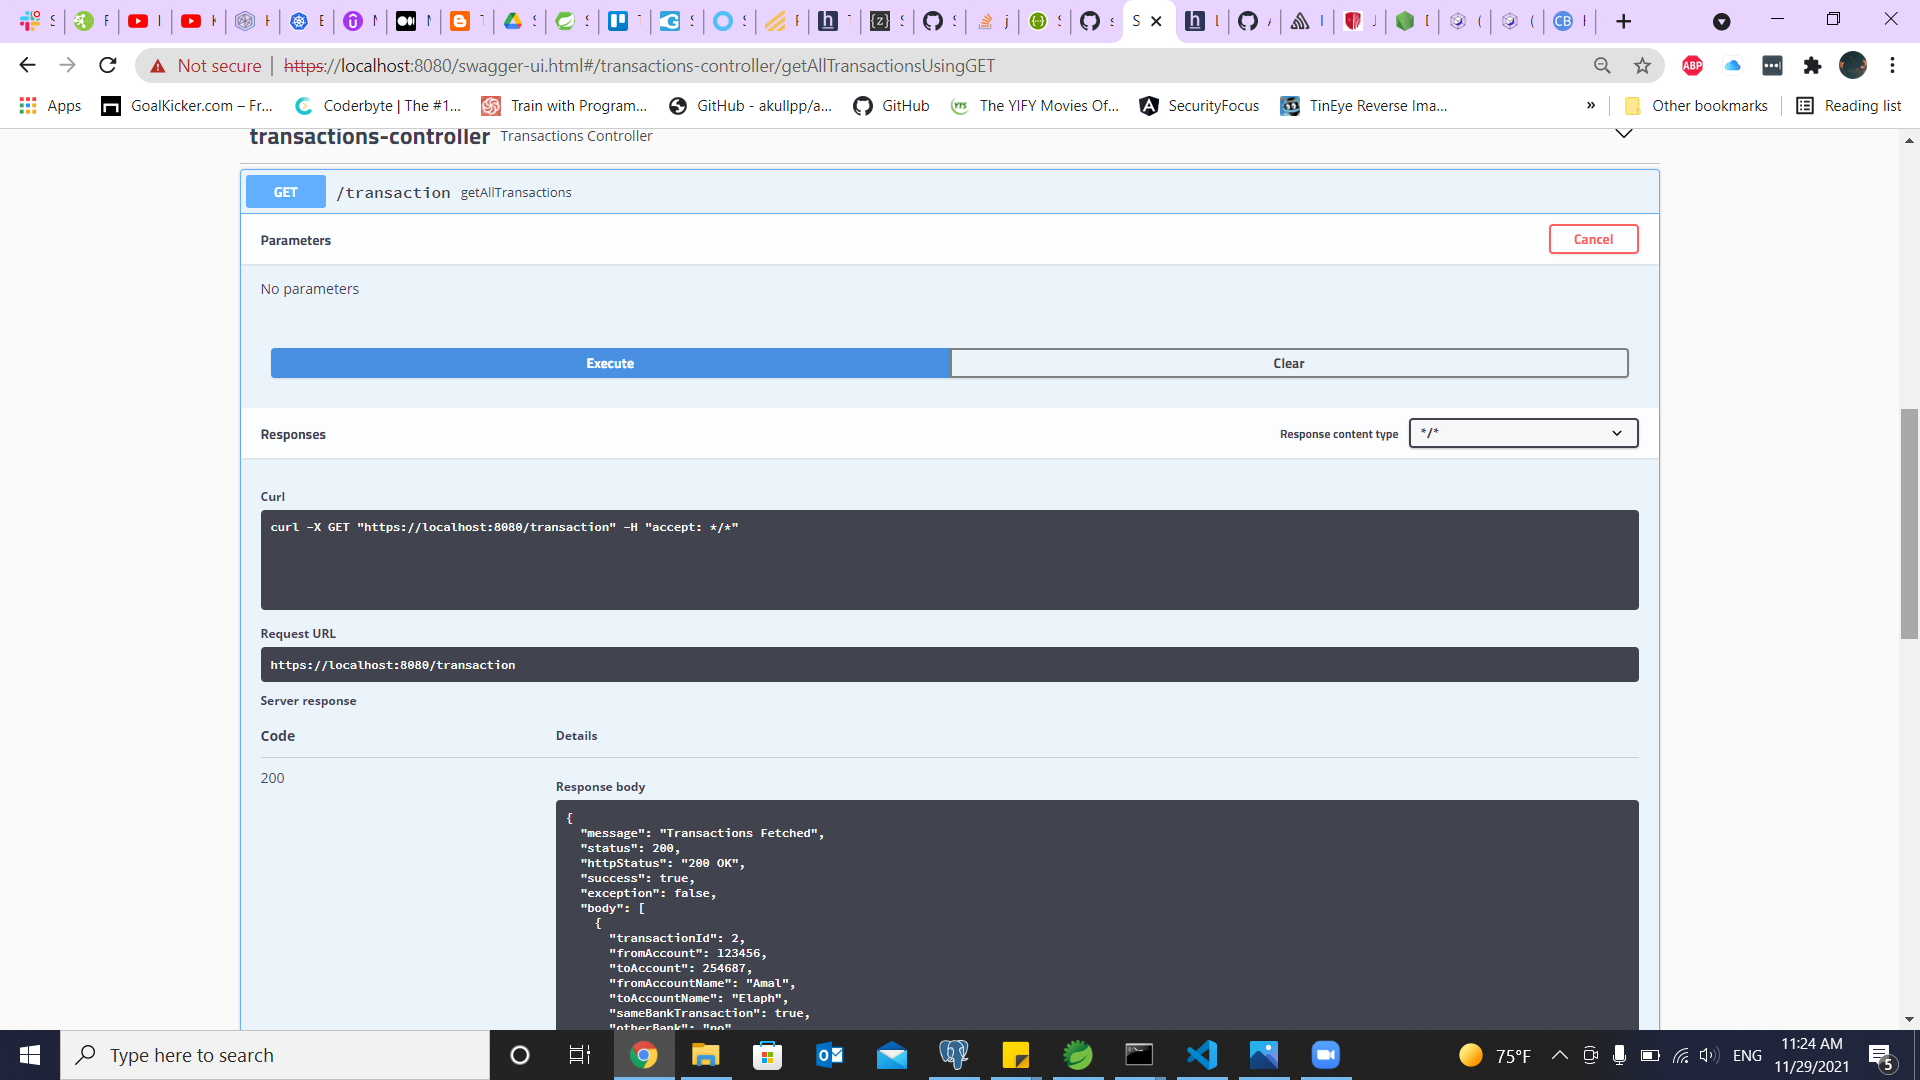 Not secure | https://localhost:8080/swagger-ui.html#/transactions-controller/getAllTransactionsUsingGET
ABP
Apps GoalKicker.com – Fr... Coderbyte | The #1... Train with Program... GitHub - akullpp/a... GitHub The YIFY Movies Of... SecurityFocus TinEye Reverse Ima... » Other bookmarks Reading list
transactions-controller Transactions Controller
GET /transaction getAllTransactions
Parameters Cancel
No parameters
Execute Clear
Responses Response content type */*
Curl
curl -X GET "https://localhost:8080/transaction" -H "accept: */*"
Request URL
https://localhost:8080/transaction
Server response
Code Details
200
Response body
{
"message": "Transactions Fetched",
"status": 200,
"httpStatus": "200 OK",
"success": true,
"exception": false,
"body": [
{
"transactionId": 2,
"fromAccount": 123456,
"toAccount": 254687,
"fromAccountName": "Amal",
"toAccountName": "Elaph",
"sameBankTransaction": true,
"otherBank": "no"
Type here to search 75°F ENG 11:24 AM
11/29/2021 5